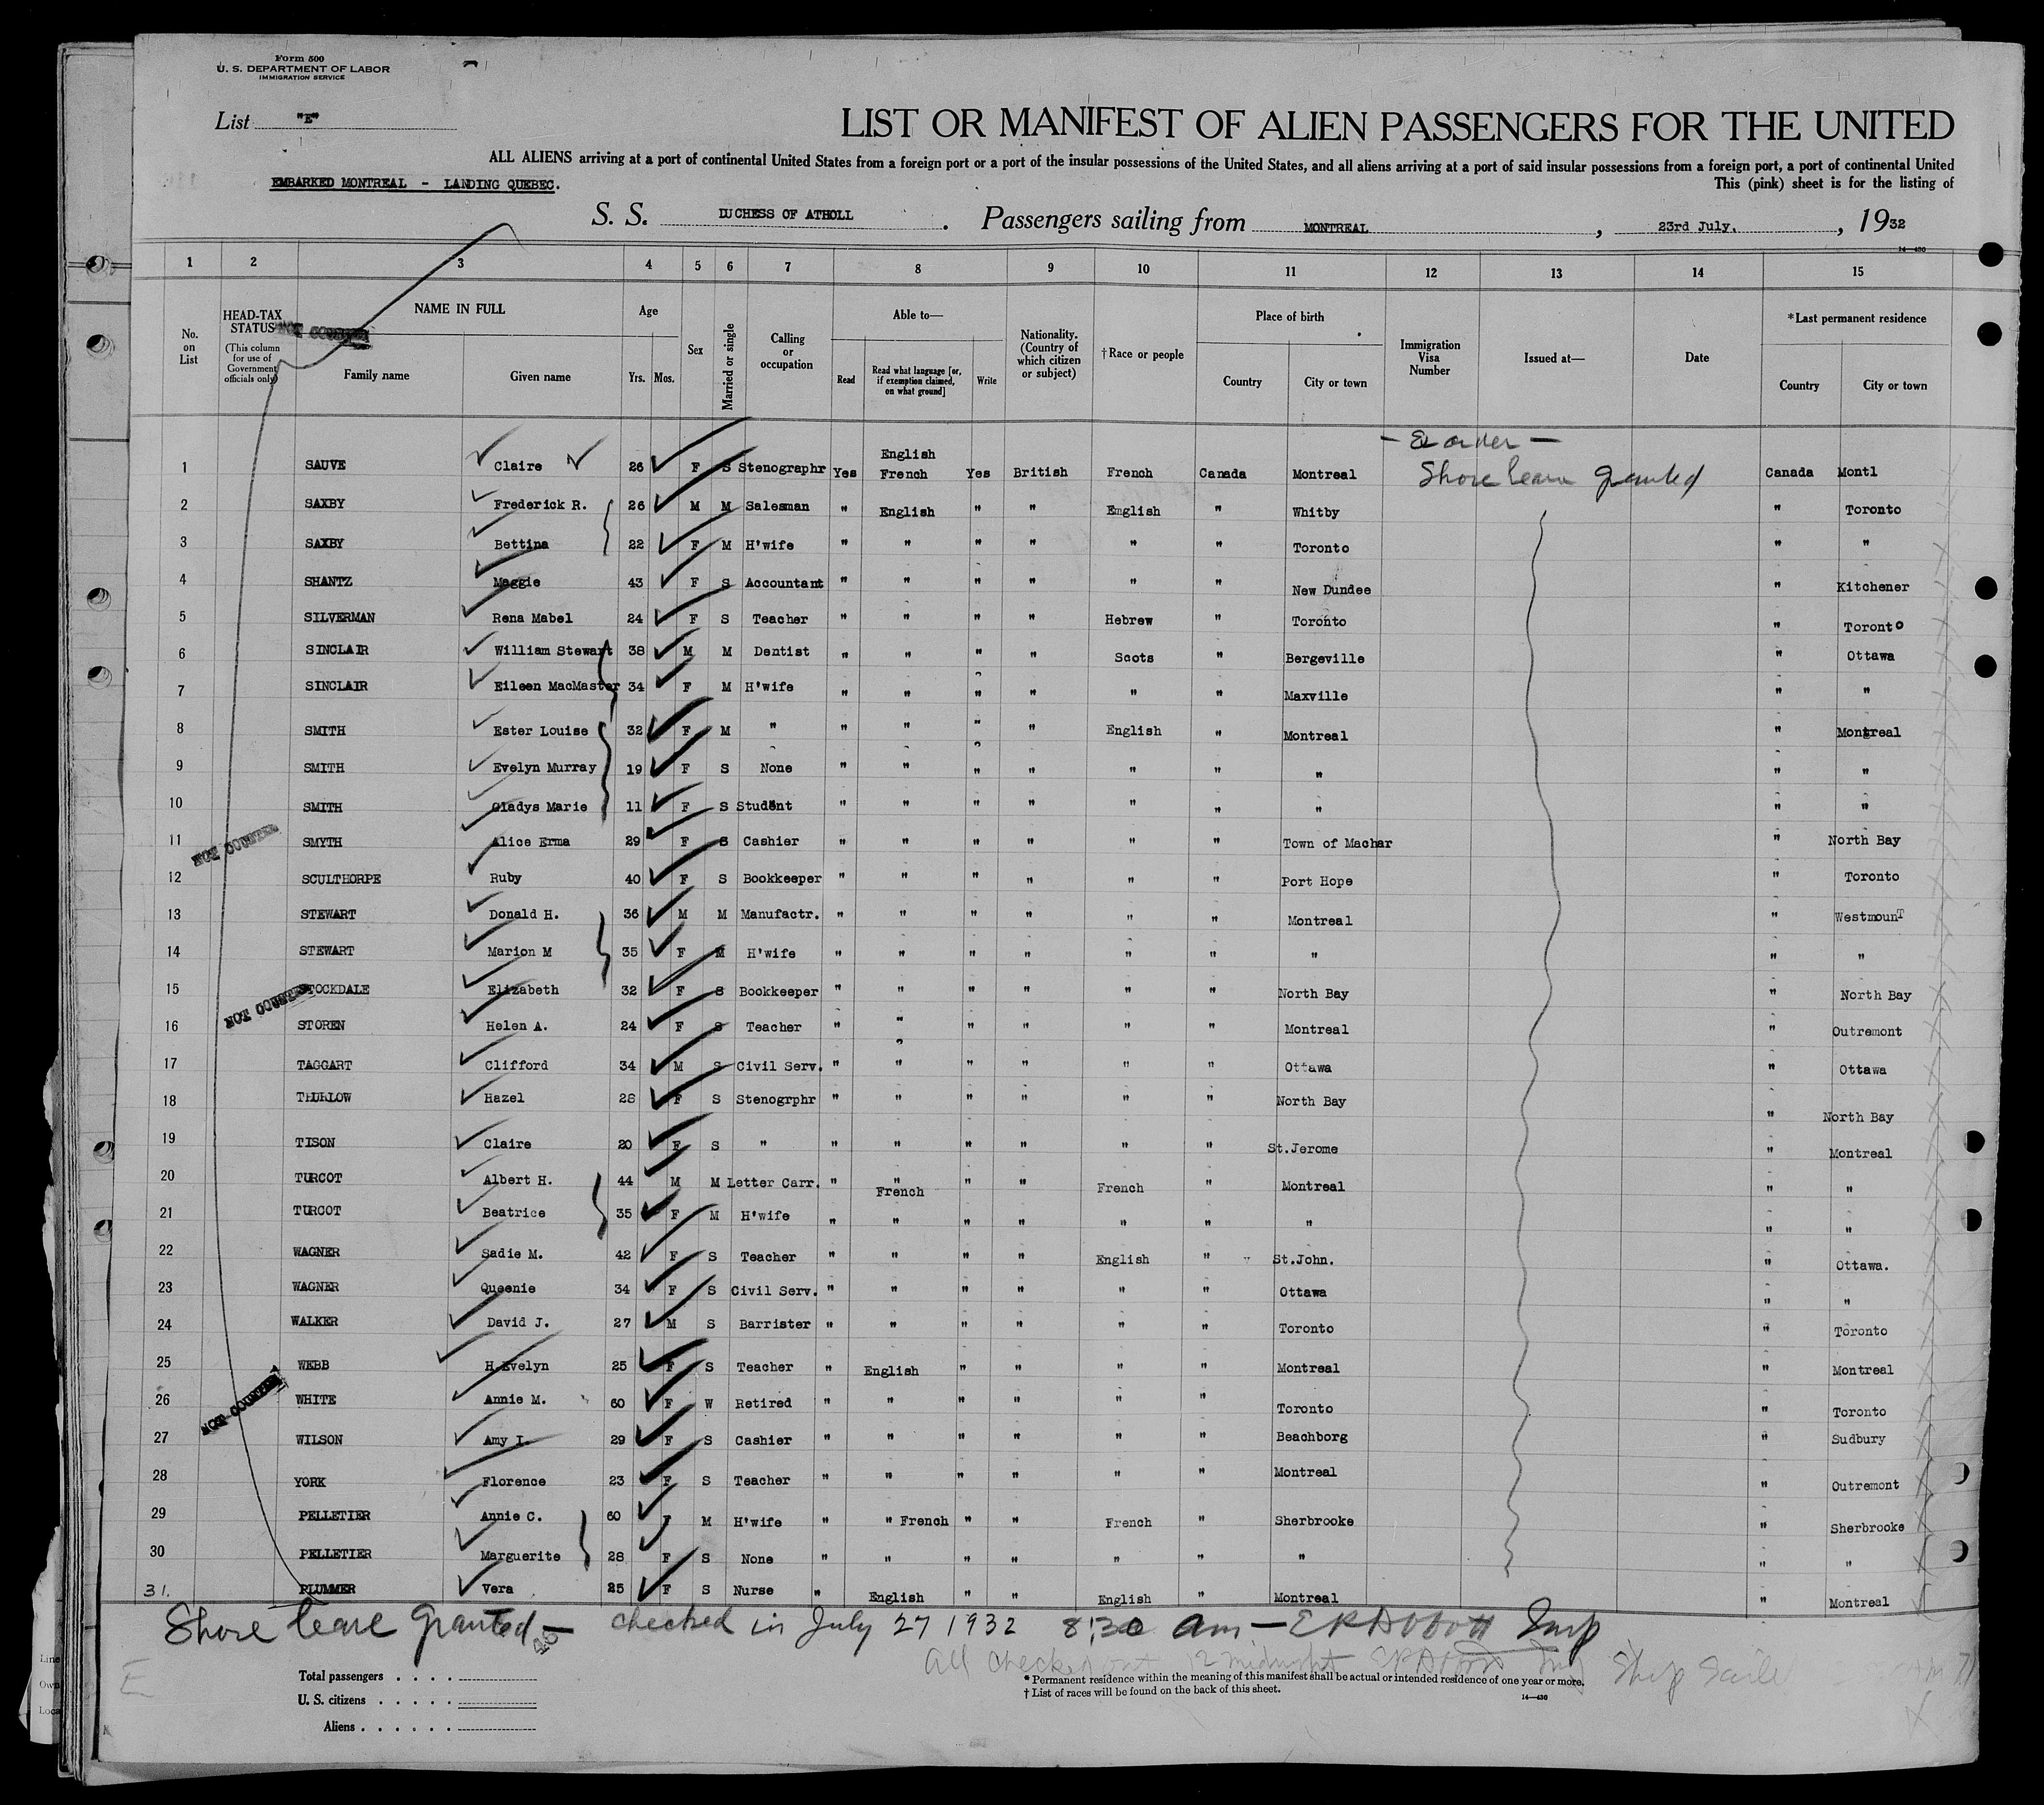 Form 500
U. S. DEPARTMENT OF LABOR
IMMIGRATION SERVICE
List "E"
LIST OR MANIFEST OF ALIEN PASSENGERS FOR THE UNITED
ALL ALIENS arriving at a port of continental United States from a foreign port or a port of the insular possessions of the United States, and all aliens arriving at a port of said insular possessions from a foreign port, a port of continental United
EMBARKED MONTREAL - LANDING QUEBEC.
This (pink) sheet is for the listing of
S. S. DUCHESS OF ATHOLL. Passengers sailing from MONTREAL, 23rd July., 1932
14—430
1 2 3 4 5 6 7 8 9 10 11 12 13 14 15
No. on List
HEAD-TAX STATUS
(This column for use of Government officials only)
NOT COUNTED
NAME IN FULL
Family name Given name
Age
Yrs. Mos.
Sex
Married or single
Calling or occupation
Able to—
Read
Read what language [or, if exemption claimed, on what ground]
Write
Nationality. (Country of which citizen or subject)
†Race or people
Place of birth
Country City or town
Immigration Visa Number
Issued at—
Date
*Last permanent residence
Country City or town
Shore leave granted
1 SAUVE Claire 26 F S Stenographr Yes English French Yes British French Canada Montreal Canada Montl
2 SAXBY Frederick R. 26 M M Salesman " English " " English " Whitby " Toronto
3 SAXBY Bettina 22 F M H'wife " " " " " " Toronto " "
4 SHANTZ Maggie 43 F S Accountant " " " " " " New Dundee " Kitchener
5 SILVERMAN Rena Mabel 24 F S Teacher " " " " Hebrew " Toronto " Toronto
6 SINCLAIR William Stewart 38 M M Dentist " " " " Scots " Bergeville " Ottawa
7 SINCLAIR Eileen MacMaster 34 F M H'wife " " " " " " Maxville " "
8 SMITH Ester Louise 32 F M " " " " " English " Montreal " Montreal
9 SMITH Evelyn Murray 19 F S None " " " " " " " " "
10 SMITH Gladys Marie 11 F S Student " " " " " " " " "
11 SMYTH Alice Erma 29 F S Cashier " " " " " " Town of Machar " North Bay
NOT COUNTED
12 SCULTHORPE Ruby 40 F S Bookkeeper " " " " " " Port Hope " Toronto
13 STEWART Donald H. 36 M M Manufactr. " " " " " " Montreal " Westmount
14 STEWART Marion M 35 F M H'wife " " " " " " " " "
15 STOCKDALE Elizabeth 32 F S Bookkeeper " " " " " " North Bay " North Bay
NOT COUNTED
16 STOREN Helen A. 24 F S Teacher " " " " " " Montreal " Outremont
17 TAGGART Clifford 34 M S Civil Serv. " " " " " " Ottawa " Ottawa
18 THURLOW Hazel 28 F S Stenogrphr " " " " " " North Bay " North Bay
19 TISON Claire 20 F S " " " " " " " St.Jerome " Montreal
20 TURCOT Albert H. 44 M M Letter Carr. " " French " " French " Montreal " "
21 TURCOT Beatrice 35 F M H'wife " " " " " " " " "
22 WAGNER Sadie M. 42 F S Teacher " " " " English " " St.John. " Ottawa.
23 WAGNER Queenie 34 F S Civil Serv. " " " " " " Ottawa " "
24 WALKER David J. 27 M S Barrister " " " " " " Toronto " Toronto
25 WEBB H.Evelyn 25 F S Teacher " English " " " " Montreal " Montreal
26 WHITE Annie M. 60 F W Retired " " " " " " Toronto " Toronto
NOT COUNTED
27 WILSON Amy I. 29 F S Cashier " " " " " " Beachborg " Sudbury
28 YORK Florence 23 F S Teacher " " " " " " Montreal " Outremont
29 PELLETIER Annie C. 60 F M H'wife " " French " " French " Sherbrooke " Sherbrooke
30 PELLETIER Marguerite 28 F S None " " " " " " " " "
31. PLUMMER Vera 25 F S Nurse " English " " English " Montreal " Montreal
Shore leave granted — checked in July 27 1932 8:30 am — E R Abbott Insp
All checked out 12 midnight E R Abbott Insp Ship Sailed
E
Total passengers
U. S. citizens
Aliens
* Permanent residence within the meaning of this manifest shall be actual or intended residence of one year or more.
† List of races will be found on the back of this sheet.
14—430
Line
Own
Loca